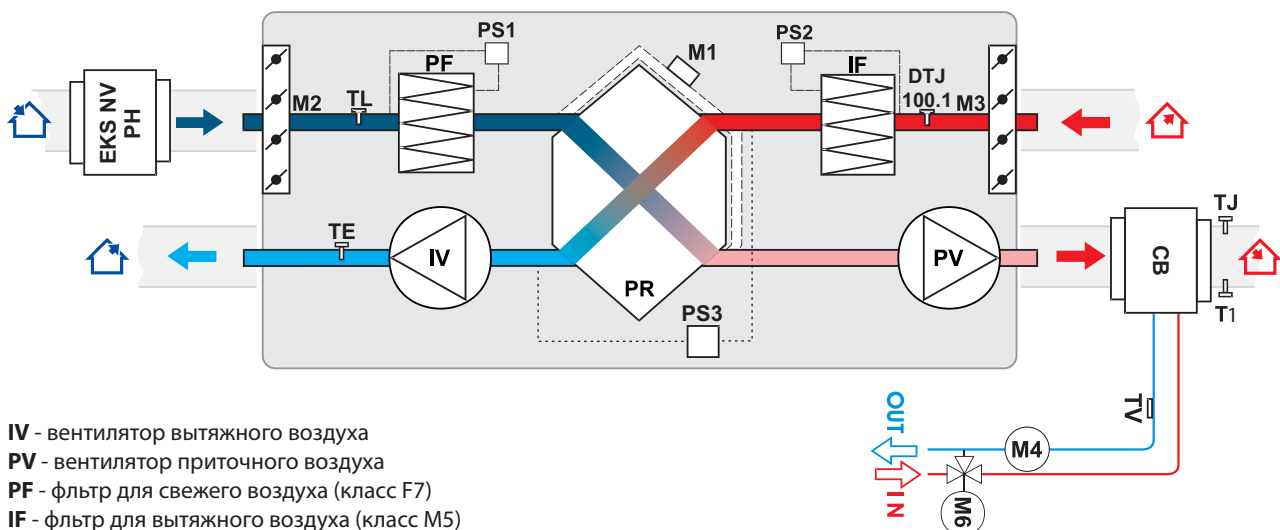 PS1
PS2
M1
PF
IF
DTJ
100.1
M3
M2
TL
EKS NV
PH
TE
IV
PR
PV
CB
TJ
T1
PS3
TV
OUT
IN
M4
M6
IV - вентилятор вытяжного воздуха
PV - вентилятор приточного воздуха
PF - фльтр для свежего воздуха (класс F7)
IF - фльтр для вытяжного воздуха (класс M5)